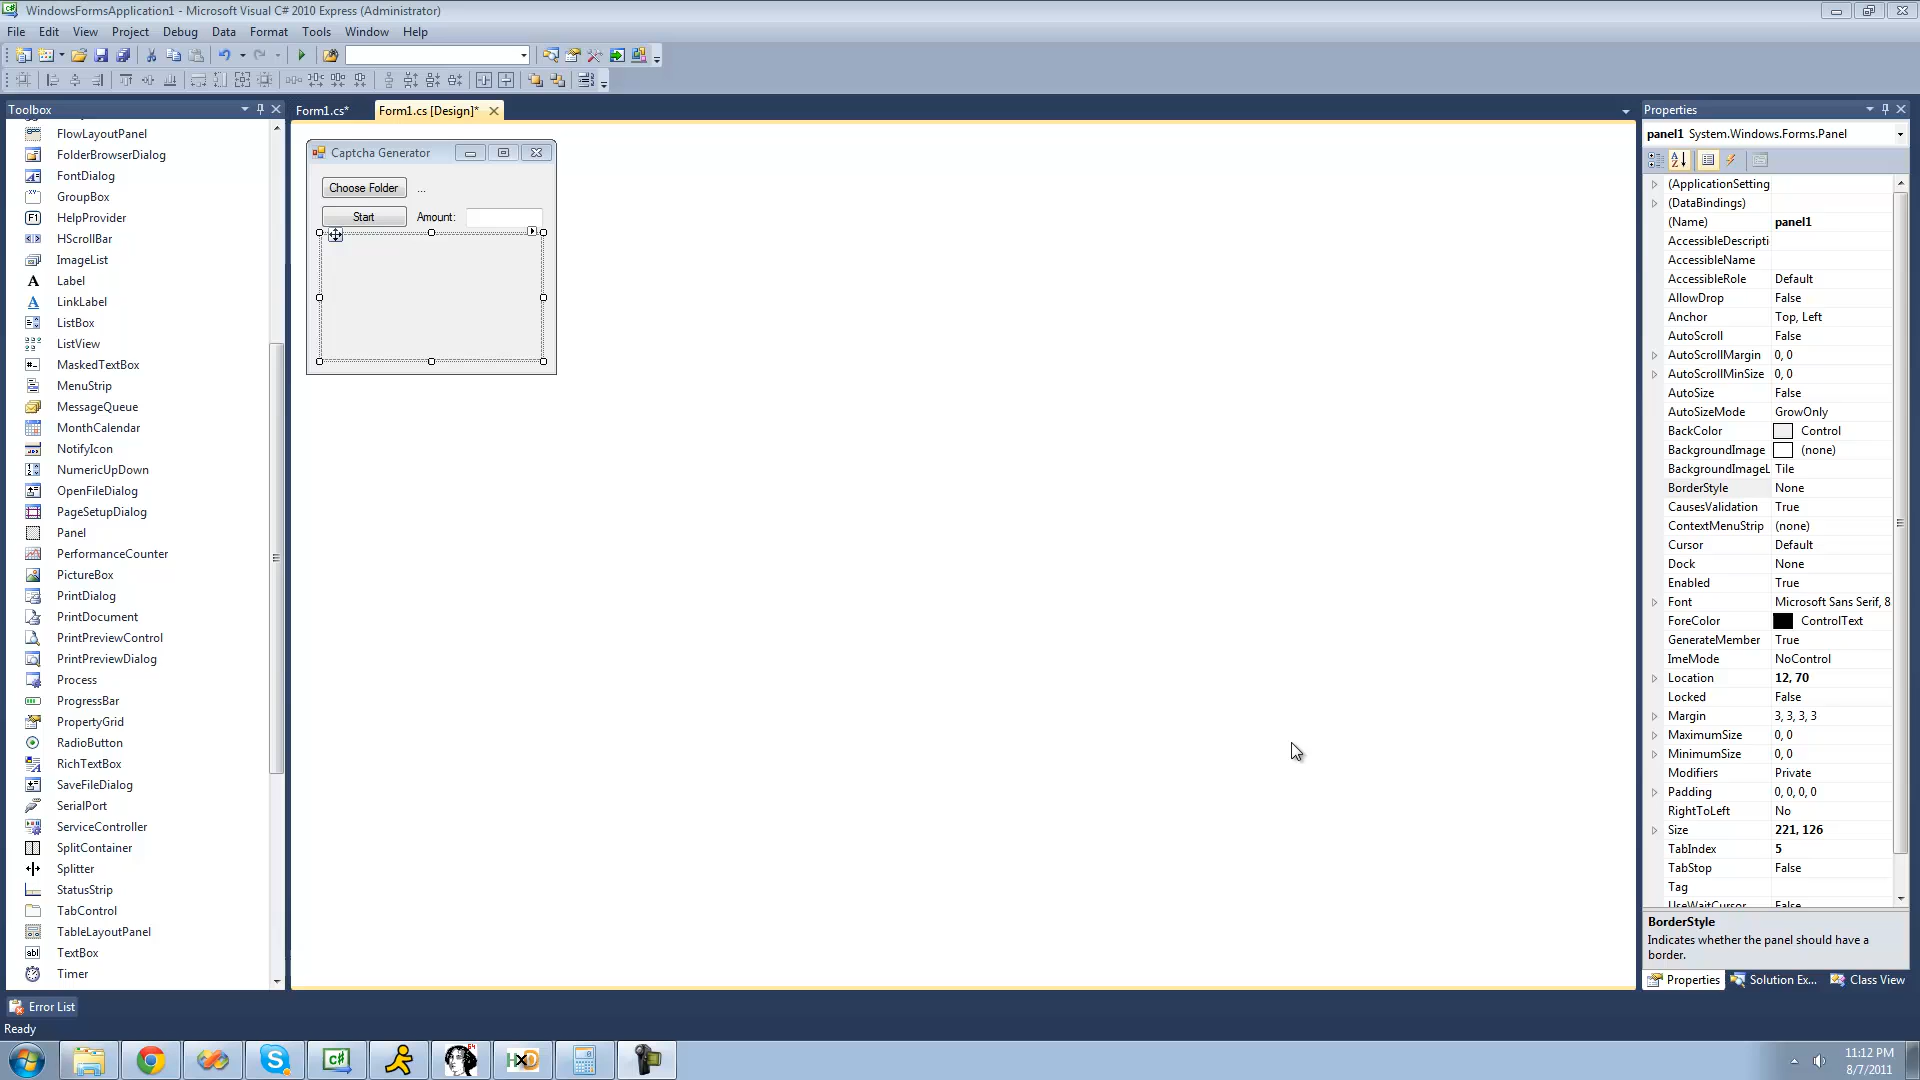 WindowsFormsApplication1 - Microsoft Visual C# 2010 Express (Administrator)
File Edit View Project Debug Data Format Tools Window Help
Toolbox
FlowLayoutPanel
FolderBrowserDialog
FontDialog
GroupBox
HelpProvider
HScrollBar
ImageList
Label
LinkLabel
ListBox
ListView
MaskedTextBox
MenuStrip
MessageQueue
MonthCalendar
NotifyIcon
NumericUpDown
OpenFileDialog
PageSetupDialog
Panel
PerformanceCounter
PictureBox
PrintDialog
PrintDocument
PrintPreviewControl
PrintPreviewDialog
Process
ProgressBar
PropertyGrid
RadioButton
RichTextBox
SaveFileDialog
SerialPort
ServiceController
SplitContainer
Splitter
StatusStrip
TabControl
TableLayoutPanel
TextBox
Timer
Form1.cs* Form1.cs [Design]*
Captcha Generator
Choose Folder ...
Start Amount:
Properties
panel1 System.Windows.Forms.Panel
(ApplicationSetting
(DataBindings)
(Name) panel1
AccessibleDescripti
AccessibleName
AccessibleRole Default
AllowDrop False
Anchor Top, Left
AutoScroll False
AutoScrollMargin 0, 0
AutoScrollMinSize 0, 0
AutoSize False
AutoSizeMode GrowOnly
BackColor Control
BackgroundImage (none)
BackgroundImageL Tile
BorderStyle None
CausesValidation True
ContextMenuStrip (none)
Cursor Default
Dock None
Enabled True
Font Microsoft Sans Serif, 8
ForeColor ControlText
GenerateMember True
ImeMode NoControl
Location 12, 70
Locked False
Margin 3, 3, 3, 3
MaximumSize 0, 0
MinimumSize 0, 0
Modifiers Private
Padding 0, 0, 0, 0
RightToLeft No
Size 221, 126
TabIndex 5
TabStop False
Tag
UseWaitCursor False
BorderStyle
Indicates whether the panel should have a
border.
Properties Solution Ex... Class View
Error List
Ready
11:12 PM
8/7/2011